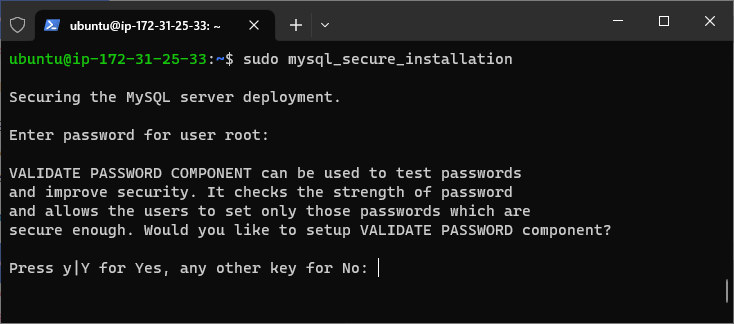 ubuntu@ip-172-31-25-33: ~
ubuntu@ip-172-31-25-33:~$ sudo mysql_secure_installation
Securing the MySQL server deployment.
Enter password for user root:
VALIDATE PASSWORD COMPONENT can be used to test passwords
and improve security. It checks the strength of password
and allows the users to set only those passwords which are
secure enough. Would you like to setup VALIDATE PASSWORD component?
Press y|Y for Yes, any other key for No: